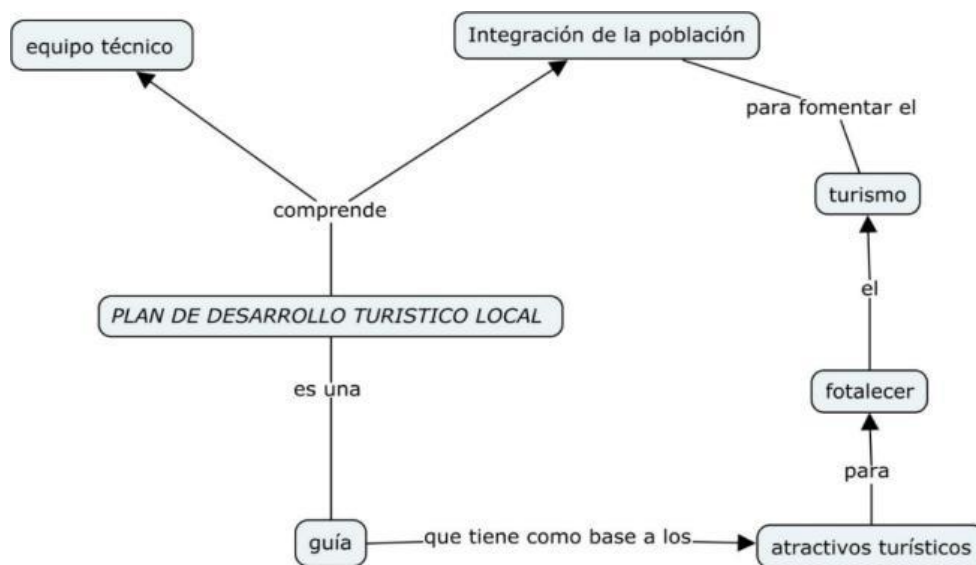 equipo técnico
Integración de la población
para fomentar el
turismo
comprende
el
PLAN DE DESARROLLO TURISTICO LOCAL
es una
fotalecer
para
guía
que tiene como base a los
atractivos turísticos